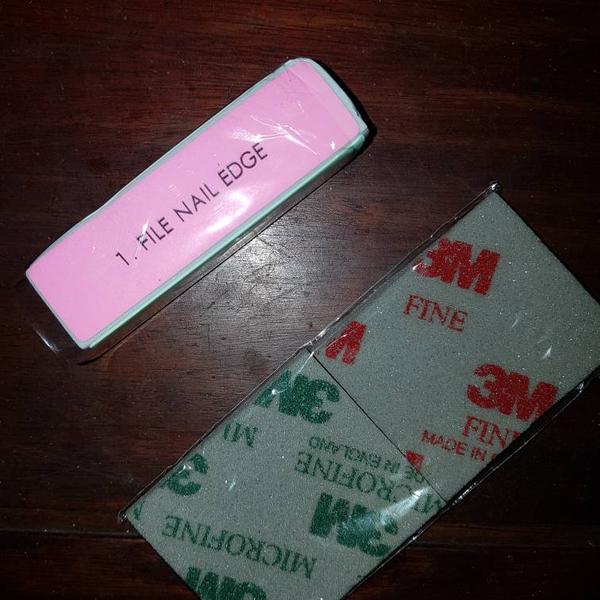 1. FILE NAIL EDGE
3M
FINE
3M
FINE
MADE IN
3M
MICROFINE
MADE IN ENGLAND
3M
MICROFINE
3M